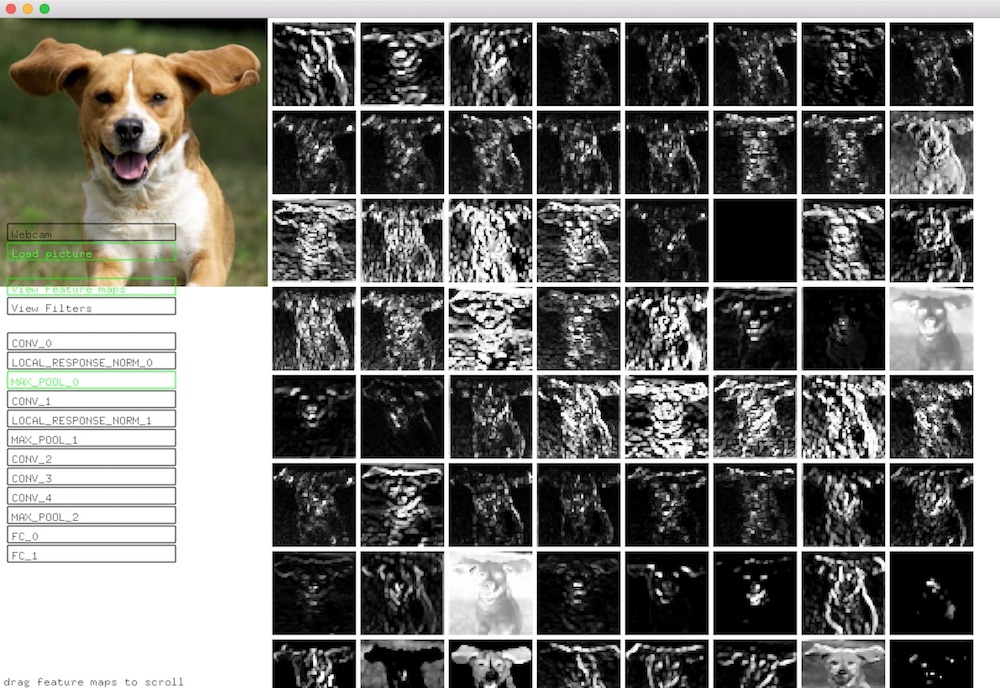 Webcam
Load picture
View Feature maps
View Filters
CONV_0
LOCAL_RESPONSE_NORM_0
MAX_POOL_0
CONV_1
LOCAL_RESPONSE_NORM_1
MAX_POOL_1
CONV_2
CONV_3
CONV_4
MAX_POOL_2
FC_0
FC_1
drag feature maps to scroll